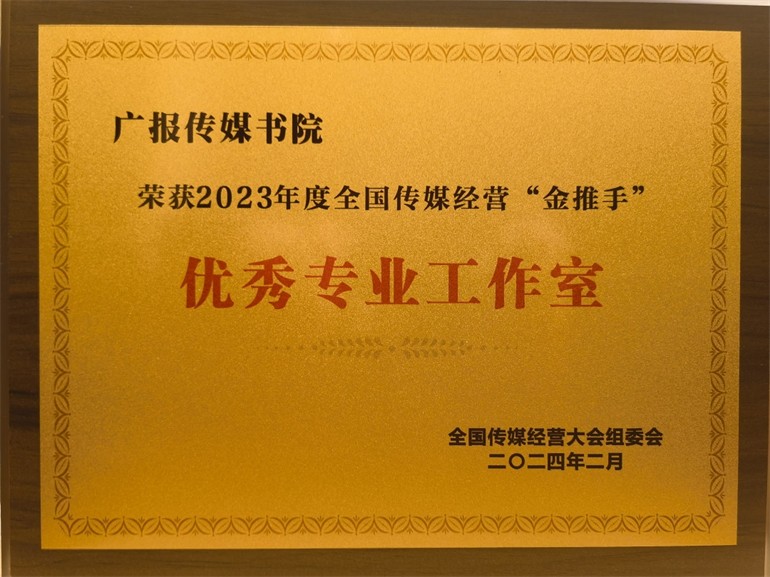 广报传媒书院
荣获2023年度全国传媒经营“金推手”
优秀专业工作室
全国传媒经营大会组委会
二〇二四年二月